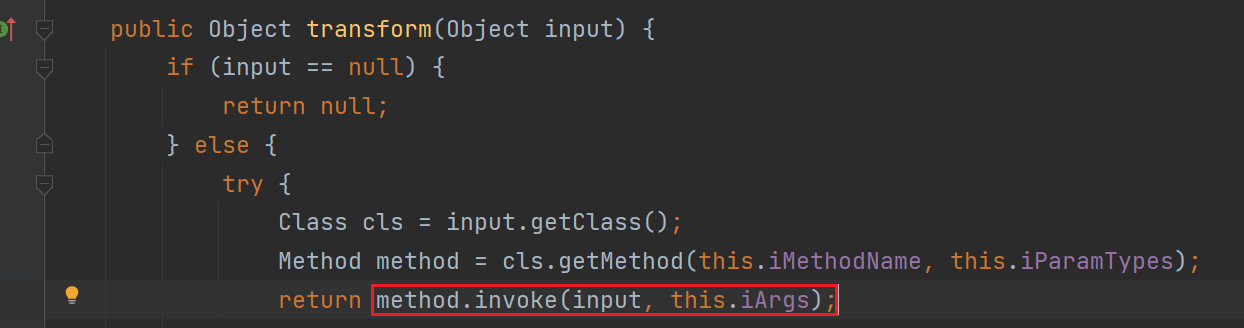 public Object transform(Object input) {
if (input == null) {
return null;
} else {
try {
Class cls = input.getClass();
Method method = cls.getMethod(this.iMethodName, this.iParamTypes);
return method.invoke(input, this.iArgs);